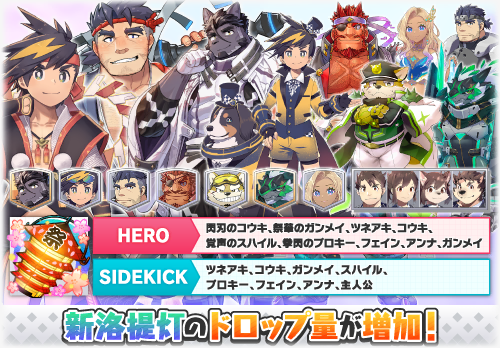 HERO
閃刃のコウキ、祭華のガンメイ、ツネアキ、コウキ、
覚声のスハイル、拳閃のブロキー、フェイン、アンナ、ガンメイ
祭
SIDEKICK
ツネアキ、コウキ、ガンメイ、スハイル、
ブロキー、フェイン、アンナ、主人公
新洛提灯のドロップ量が増加！